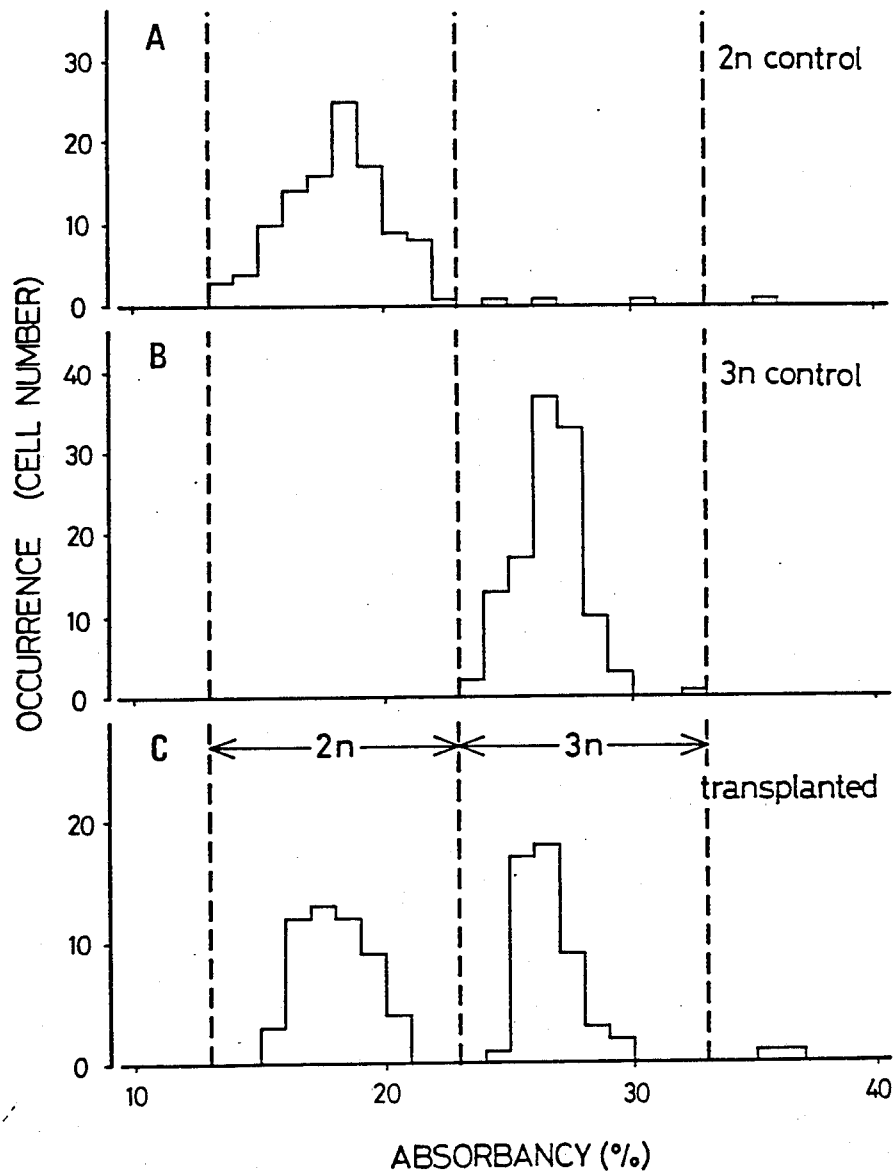 A
2n control
30
20
10
0
B
3n control
40
30
20
10
0
C
2n
3n
transplanted
20
10
0
10 20 30 40
ABSORBANCY (%)
OCCURRENCE (CELL NUMBER)